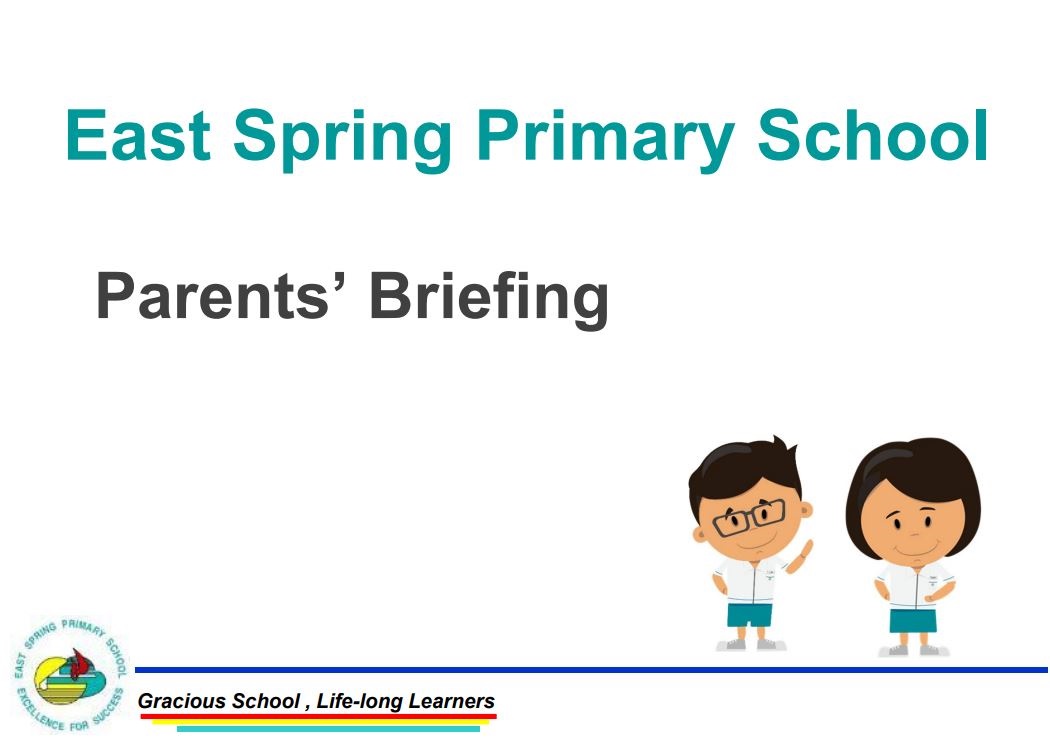 East Spring Primary School
Parents’ Briefing
EAST SPRING PRIMARY SCHOOL
EXCELLENCE FOR SUCCESS
Gracious School , Life-long Learners